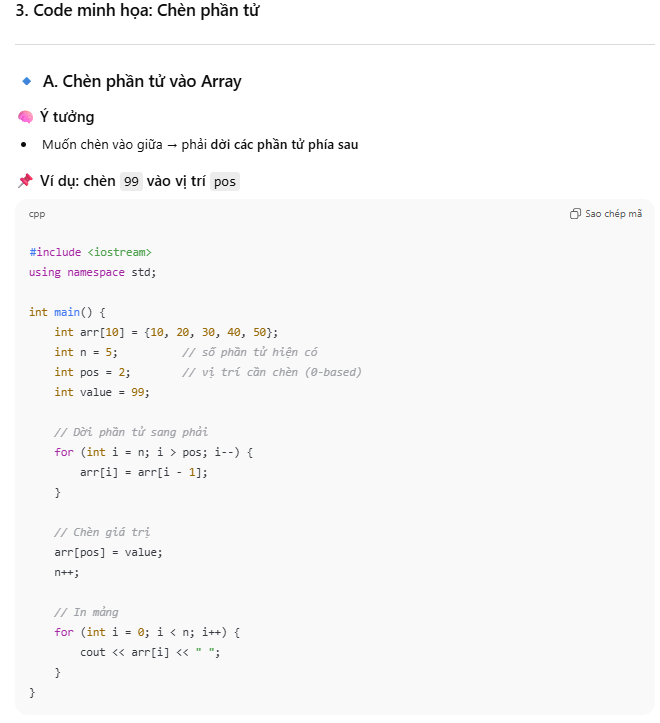 3. Code minh họa: Chèn phần tử
A. Chèn phần tử vào Array
Ý tưởng
Muốn chèn vào giữa → phải dời các phần tử phía sau
Ví dụ: chèn 99 vào vị trí pos
cpp
Sao chép mã
#include <iostream>
using namespace std;
int main() {
    int arr[10] = {10, 20, 30, 40, 50};
    int n = 5;          // số phần tử hiện có
    int pos = 2;        // vị trí cần chèn (0-based)
    int value = 99;
    // Dời phần tử sang phải
    for (int i = n; i > pos; i--) {
        arr[i] = arr[i - 1];
    }
    // Chèn giá trị
    arr[pos] = value;
    n++;
    // In mảng
    for (int i = 0; i < n; i++) {
        cout << arr[i] << " ";
    }
}